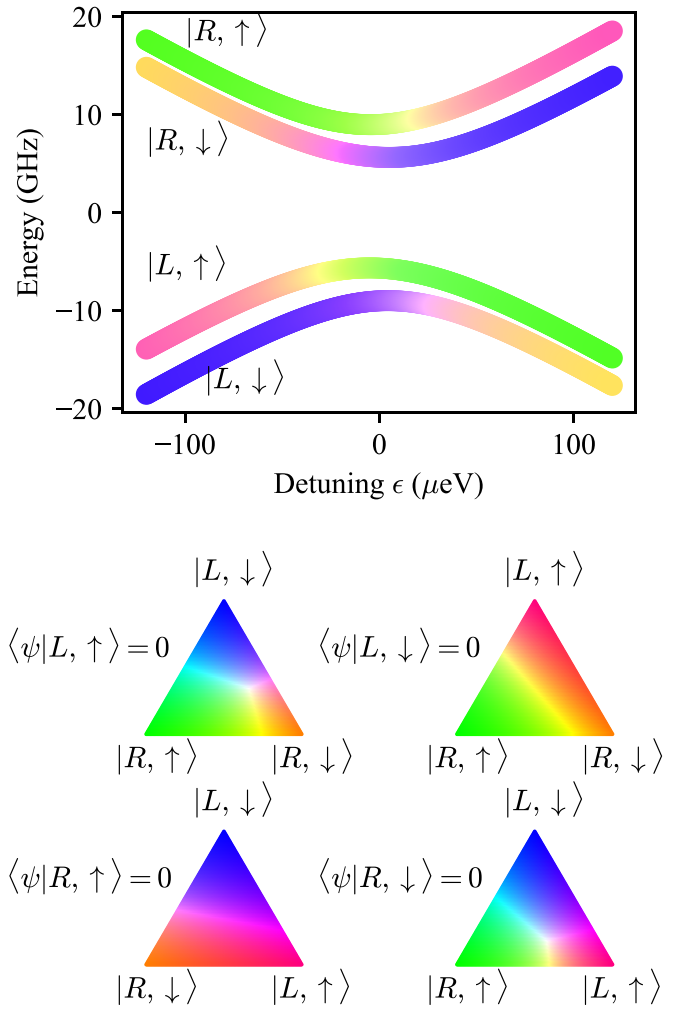 20
|R, ↑⟩
10
|R, ↓⟩
Energy (GHz)
0
|L, ↑⟩
−10
|L, ↓⟩
−20
−100 0 100
Detuning ϵ (μeV)
|L, ↓⟩ |L, ↑⟩
⟨ψ|L, ↑⟩=0 ⟨ψ|L, ↓⟩=0
|R, ↑⟩ |R, ↓⟩ |R, ↑⟩ |R, ↓⟩
|L, ↓⟩ |L, ↓⟩
⟨ψ|R, ↑⟩=0 ⟨ψ|R, ↓⟩=0
|R, ↓⟩ |L, ↑⟩ |R, ↑⟩ |L, ↑⟩